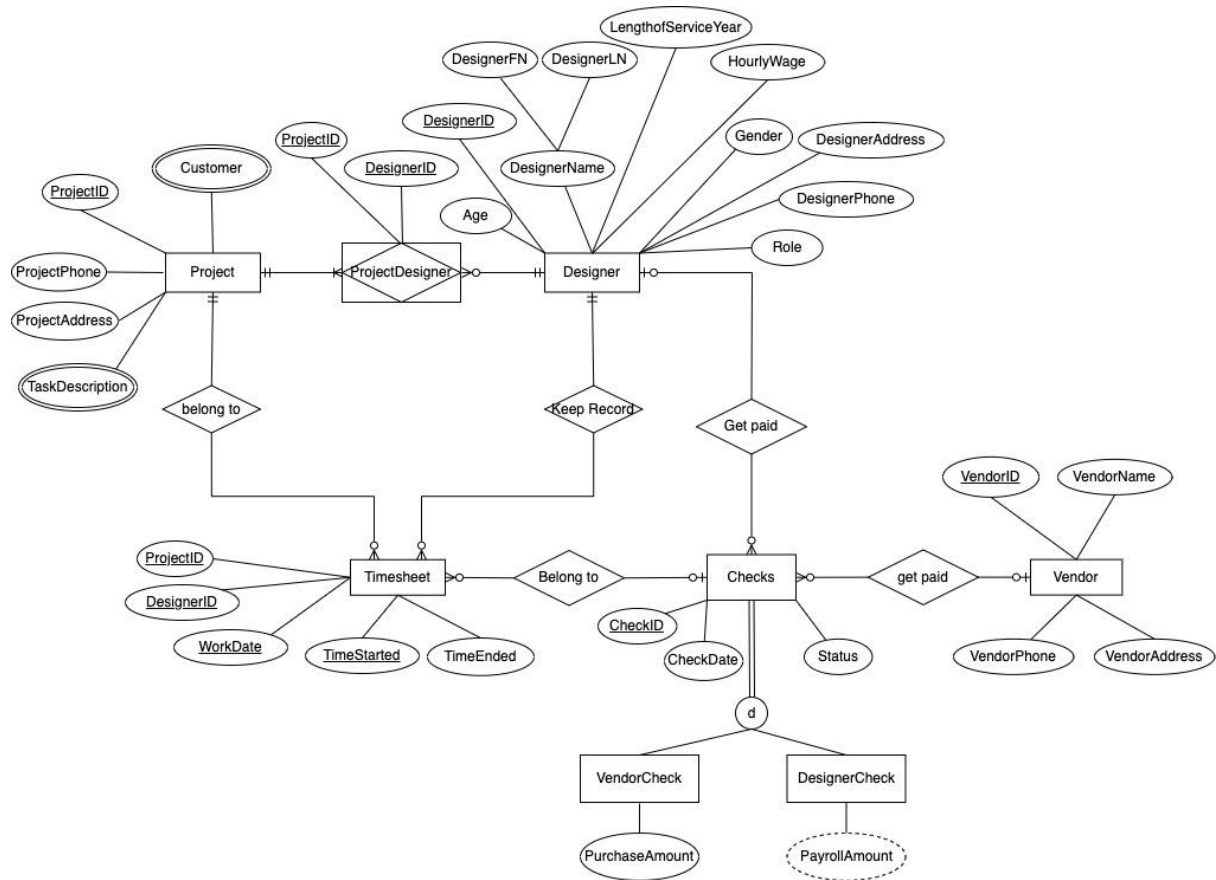 LengthofServiceYear
DesignerFN
DesignerLN
HourlyWage
DesignerID
ProjectID
Gender
DesignerAddress
Customer
DesignerID
DesignerName
ProjectID
DesignerPhone
Age
Role
ProjectPhone
Project
ProjectDesigner
Designer
ProjectAddress
TaskDescription
belong to
Keep Record
Get paid
VendorID
VendorName
ProjectID
Timesheet
Belong to
Checks
get paid
Vendor
DesignerID
CheckID
WorkDate
TimeStarted
TimeEnded
CheckDate
Status
VendorPhone
VendorAddress
d
VendorCheck
DesignerCheck
PurchaseAmount
PayrollAmount